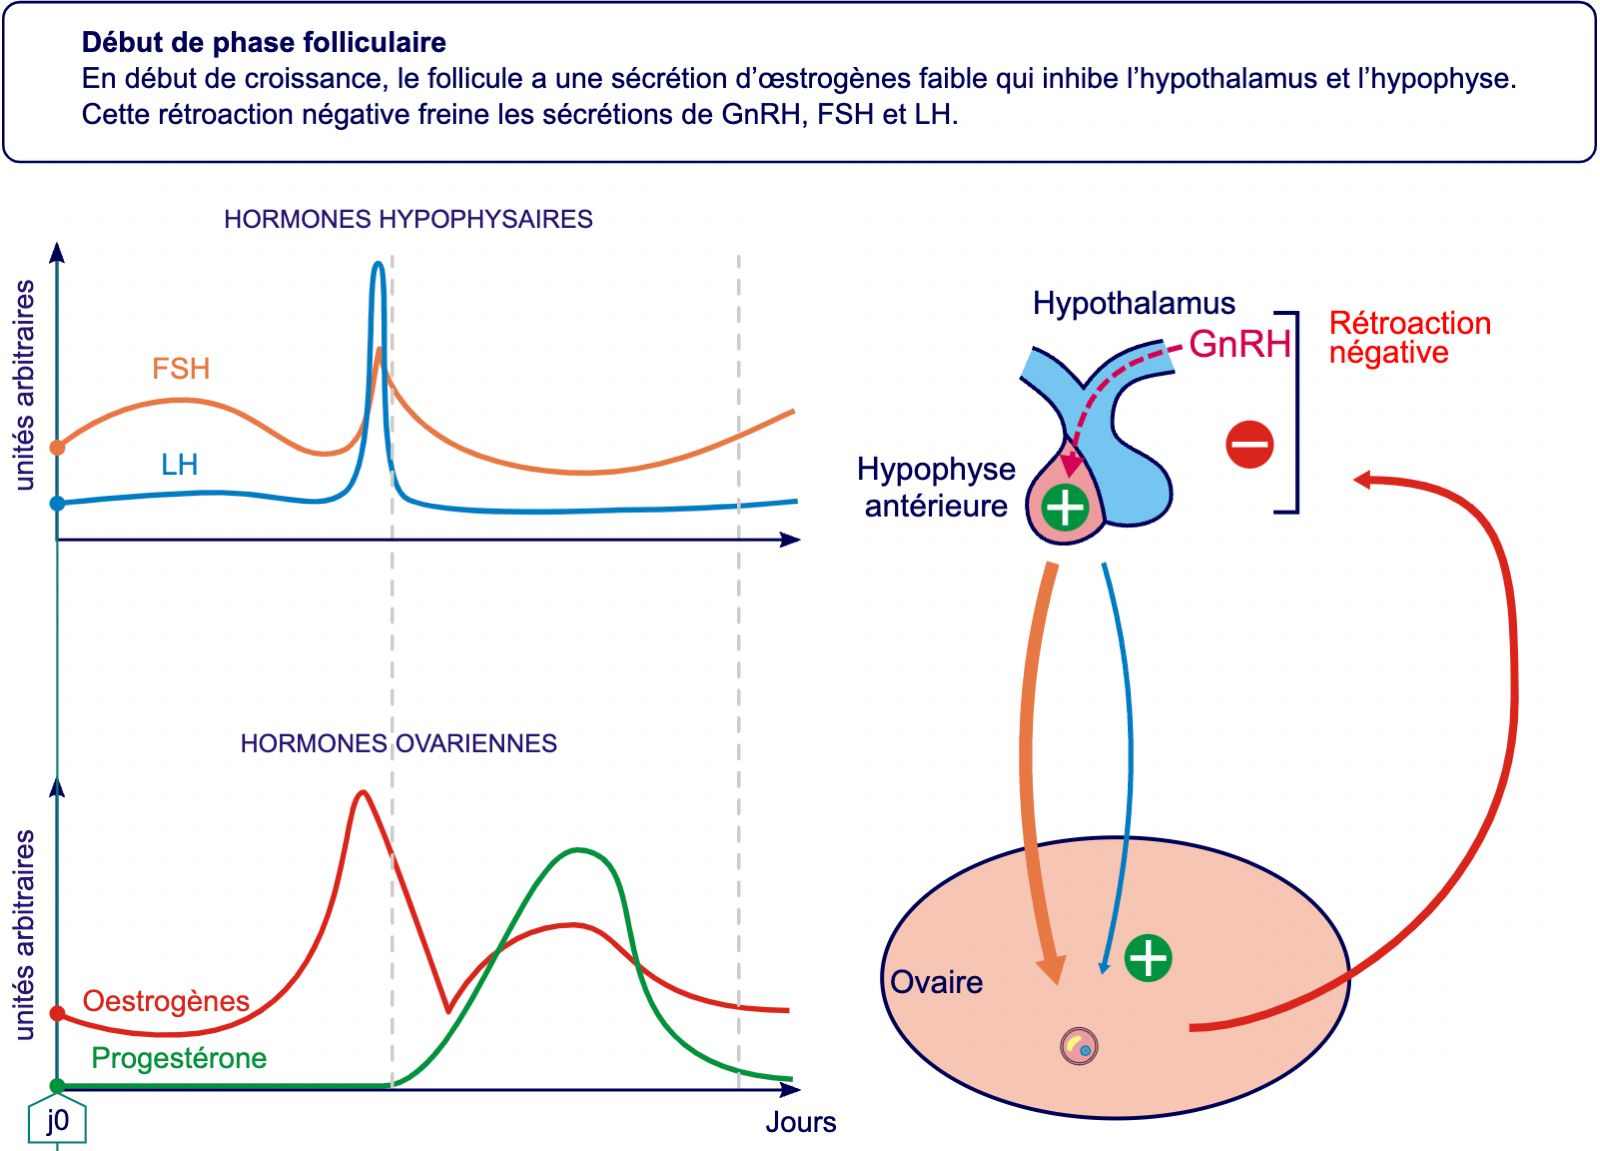 Début de phase folliculaire
En début de croissance, le follicule a une sécrétion d’œstrogènes faible qui inhibe l’hypothalamus et l’hypophyse.
Cette rétroaction négative freine les sécrétions de GnRH, FSH et LH.
HORMONES HYPOPHYSAIRES
unités arbitraires
FSH
LH
HORMONES OVARIENNES
unités arbitraires
Oestrogènes
Progestérone
j0
Jours
Hypothalamus
GnRH
Rétroaction
négative
Hypophyse
antérieure
Ovaire